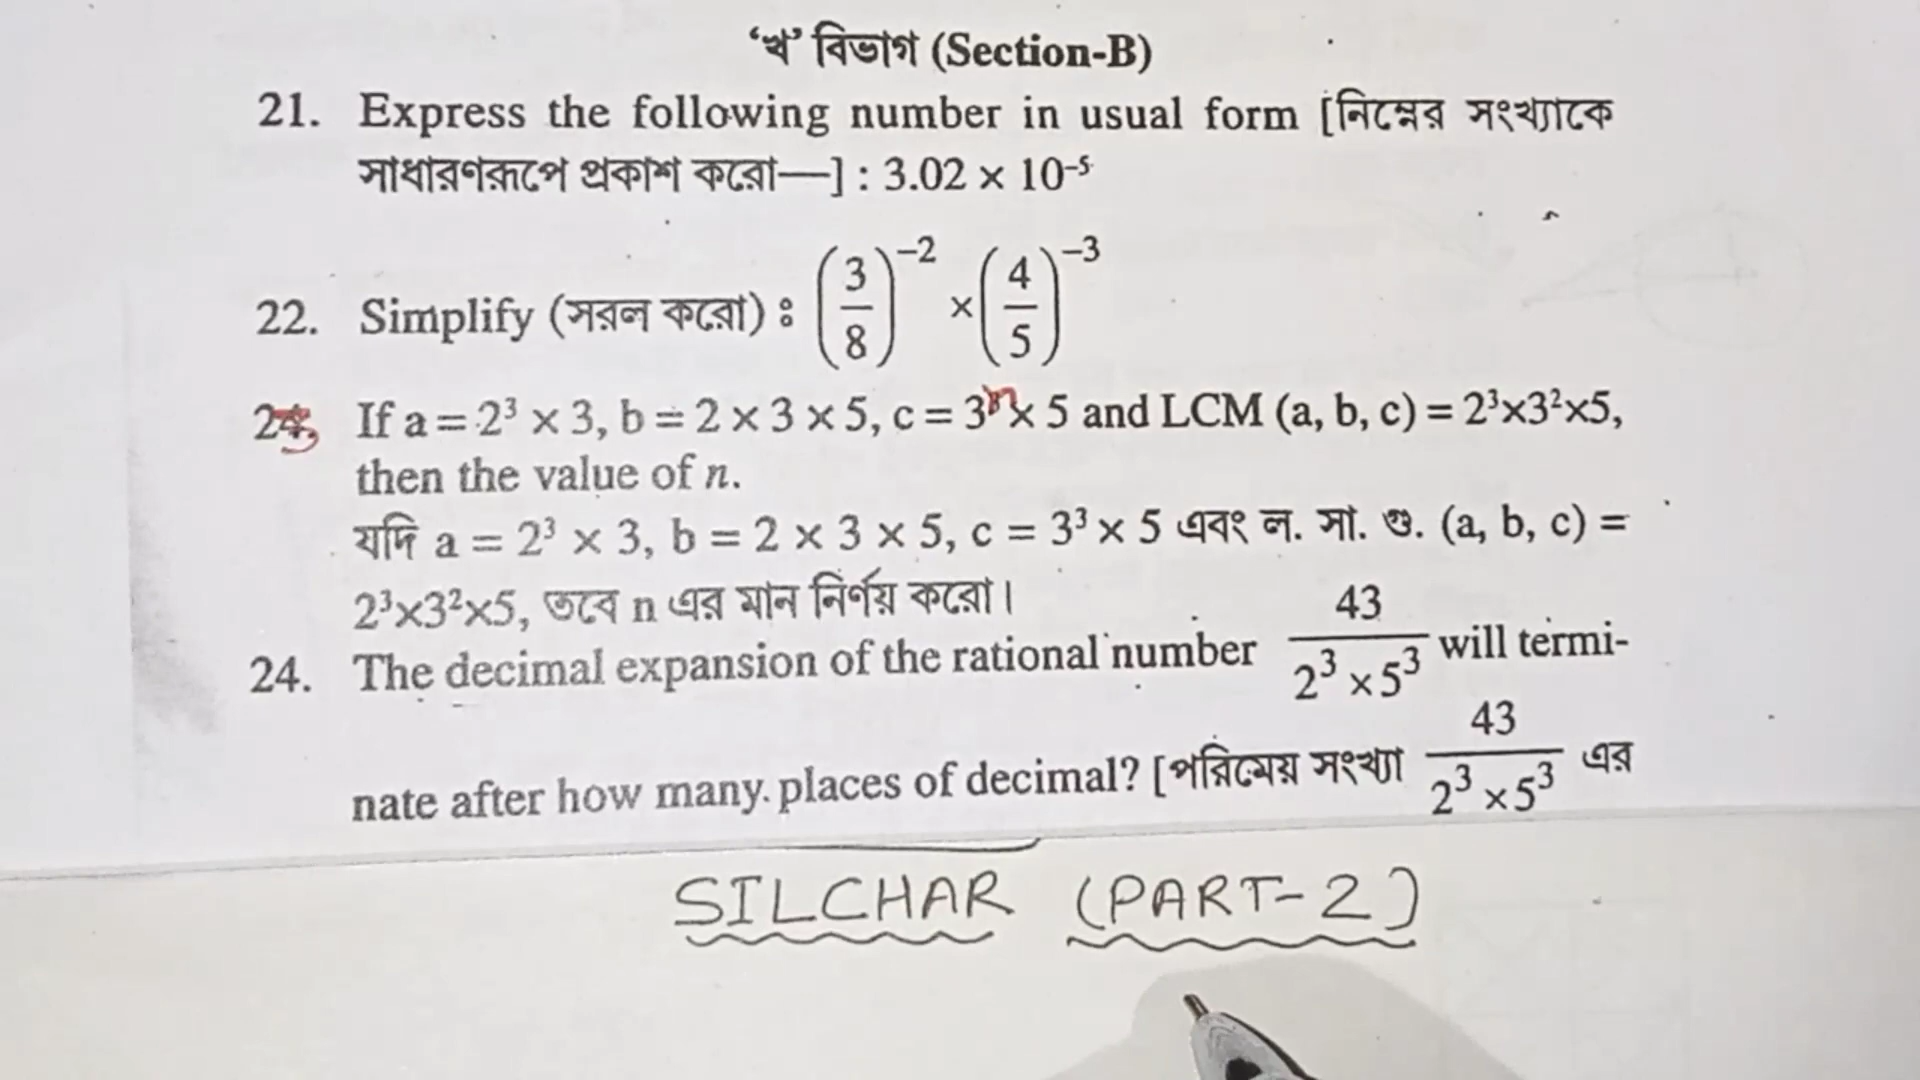 ‘খ’ বিভাগ (Section-B)
21. Express the following number in usual form [নিম্নের সংখ্যাকে
সাধারণরূপে প্রকাশ করো—] : 3.02 × 10⁻⁵
22. Simplify (সরল করো) ঃ (3/8)⁻² × (4/5)⁻³
23. If a = 2³ × 3, b = 2 × 3 × 5, c = 3ⁿ × 5 and LCM (a, b, c) = 2³×3²×5,
then the value of n.
যদি a = 2³ × 3, b = 2 × 3 × 5, c = 3³ × 5 এবং ল. সা. গু. (a, b, c) =
2³×3²×5, তবে n এর মান নির্ণয় করো।
24. The decimal expansion of the rational number 43/(2³×5³) will termi-
nate after how many places of decimal? [পরিমেয় সংখ্যা 43/(2³×5³) এর
SILCHAR (PART-2)